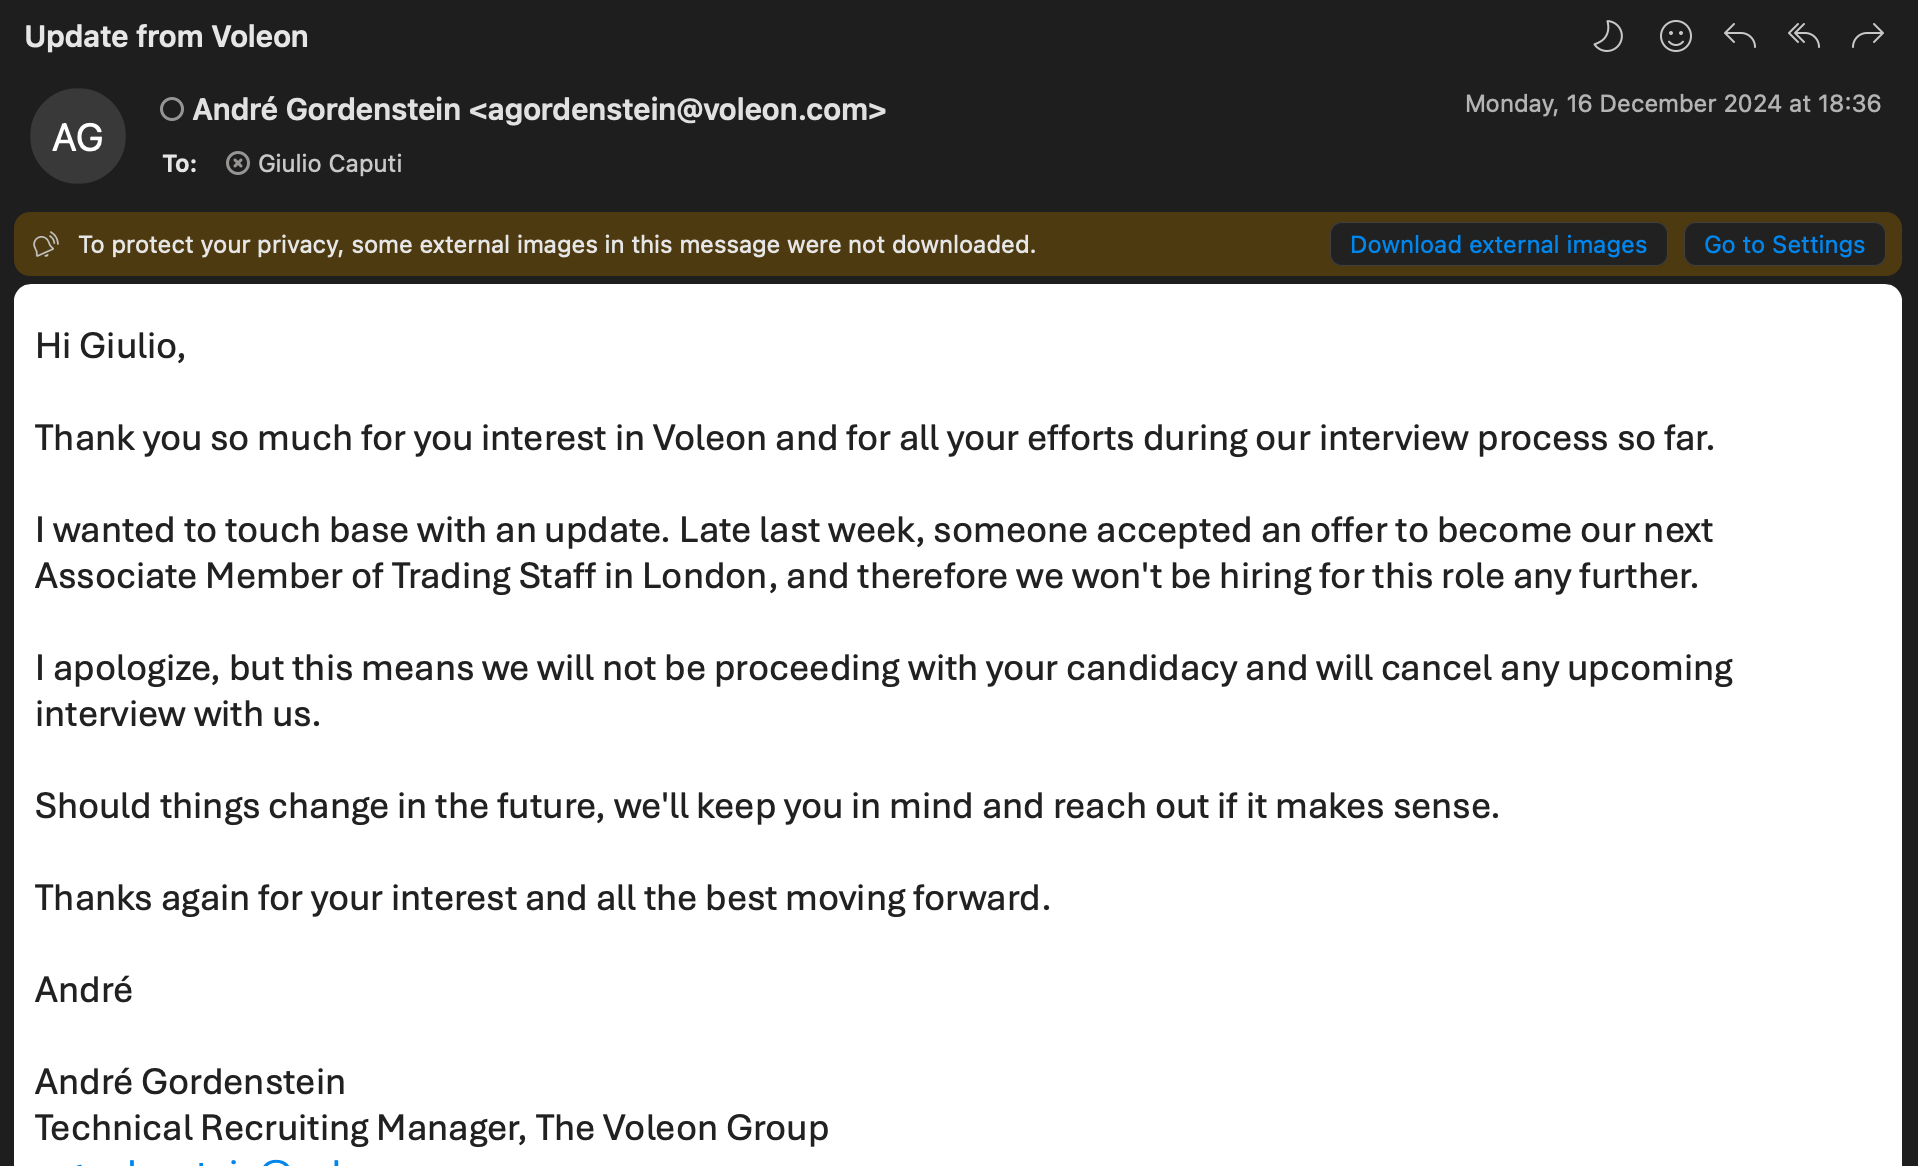 Update from Voleon
AG
André Gordenstein <agordenstein@voleon.com>
Monday, 16 December 2024 at 18:36
To: Giulio Caputi
To protect your privacy, some external images in this message were not downloaded.
Download external images
Go to Settings
Hi Giulio,
Thank you so much for you interest in Voleon and for all your efforts during our interview process so far.
I wanted to touch base with an update. Late last week, someone accepted an offer to become our next
Associate Member of Trading Staff in London, and therefore we won't be hiring for this role any further.
I apologize, but this means we will not be proceeding with your candidacy and will cancel any upcoming
interview with us.
Should things change in the future, we'll keep you in mind and reach out if it makes sense.
Thanks again for your interest and all the best moving forward.
André
André Gordenstein
Technical Recruiting Manager, The Voleon Group